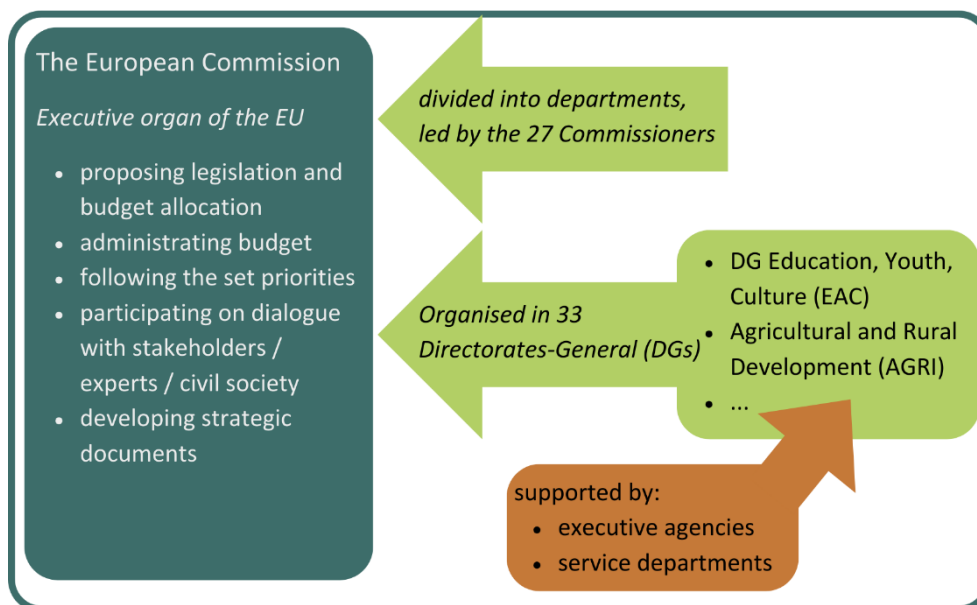 The European Commission
Executive organ of the EU
• proposing legislation and
budget allocation
• administrating budget
• following the set priorities
• participating on dialogue
with stakeholders /
experts / civil society
• developing strategic
documents
divided into departments,
led by the 27 Commissioners
Organised in 33
Directorates-General (DGs)
• DG Education, Youth,
Culture (EAC)
• Agricultural and Rural
Development (AGRI)
• ...
supported by:
• executive agencies
• service departments